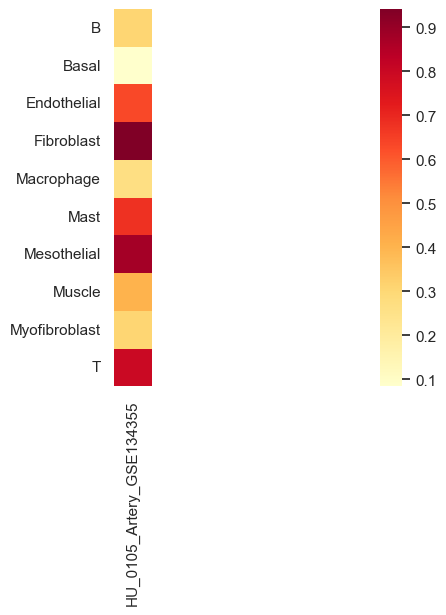 B
Basal
Endothelial
Fibroblast
Macrophage
Mast
Mesothelial
Muscle
Myofibroblast
T
HU_0105_Artery_GSE134355
0.9
0.8
0.7
0.6
0.5
0.4
0.3
0.2
0.1